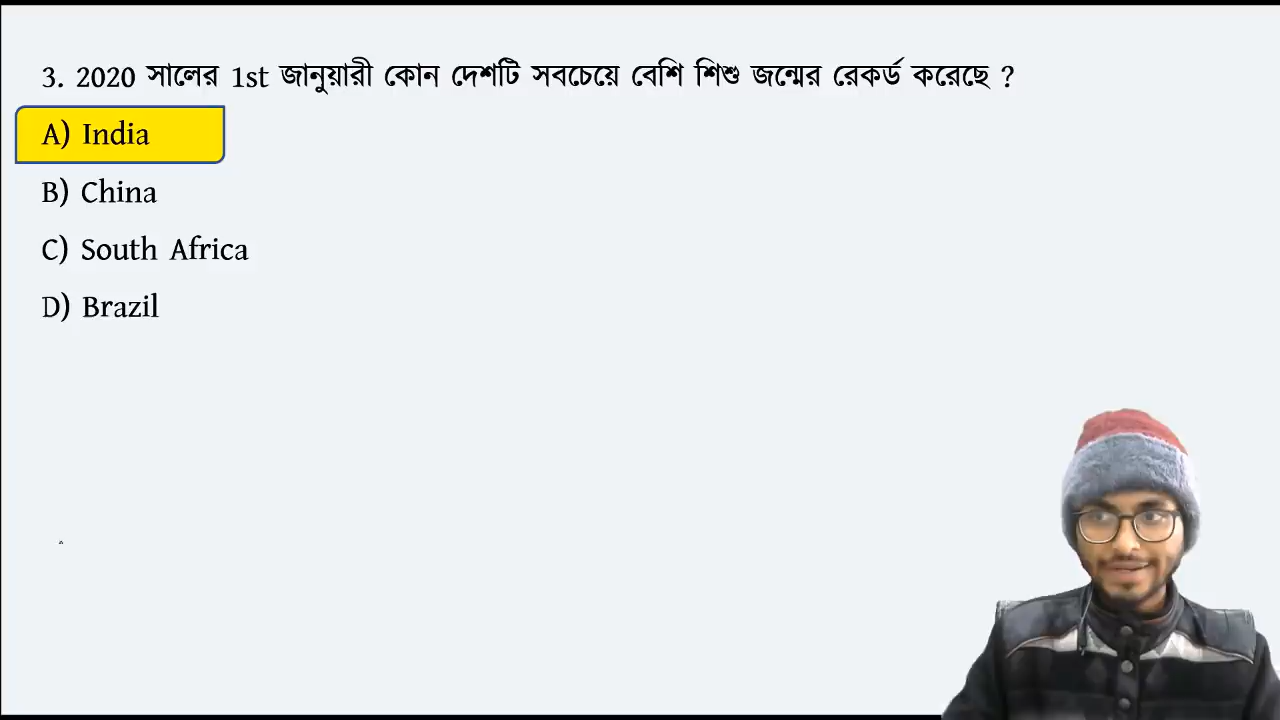 3. 2020 সালের 1st জানুয়ারী কোন দেশটি সবচেয়ে বেশি শিশু জন্মের রেকর্ড করেছে ?
A) India
B) China
C) South Africa
D) Brazil